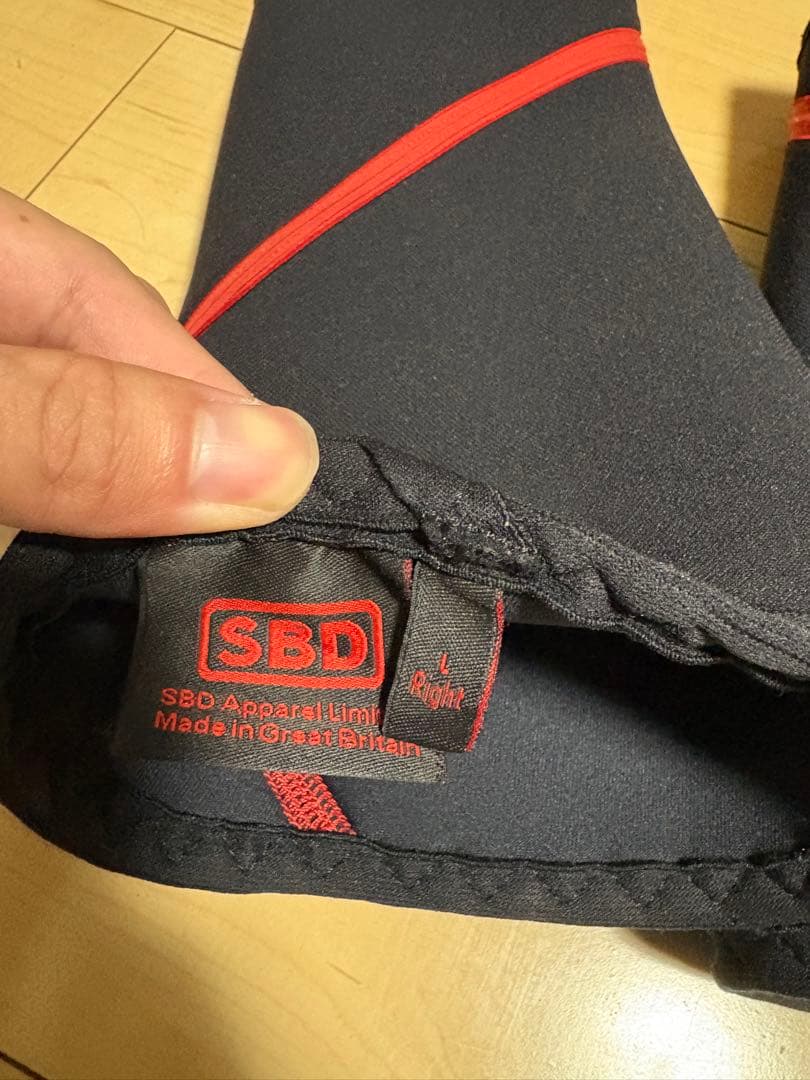 SBD
SBD Apparel Limi
Made in Great Britain
L
Right